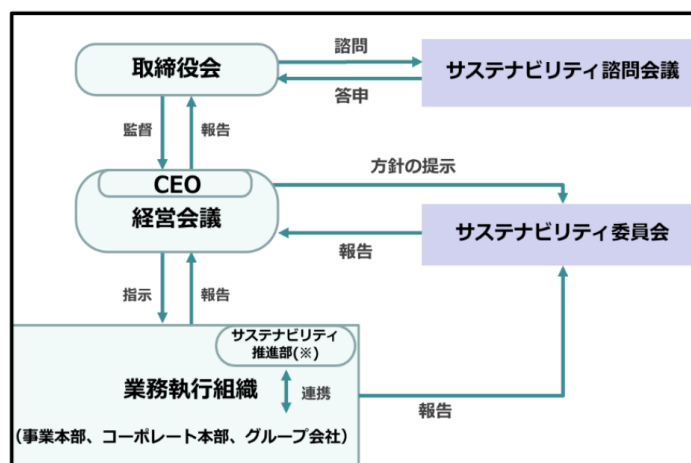 諮問
取締役会
サステナビリティ諮問会議
答申
監督
報告
CEO
方針の提示
経営会議
サステナビリティ委員会
報告
指示
報告
サステナビリティ
推進部(※)
業務執行組織
連携
報告
(事業本部、コーポレート本部、グループ会社)